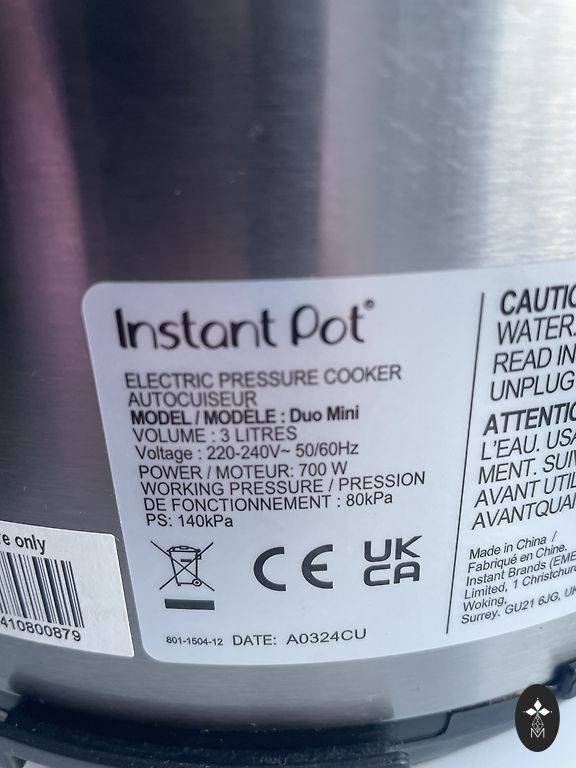 Instant Pot®
ELECTRIC PRESSURE COOKER
AUTOCUISEUR
MODEL / MODELE : Duo Mini
VOLUME : 3 LITRES
Voltage : 220-240V~ 50/60Hz
POWER / MOTEUR: 700 W
WORKING PRESSURE / PRESSION
DE FONCTIONNEMENT : 80kPa
PS: 140kPa
CE UK
CA
801-1504-12 DATE: A0324CU
CAUTIO
WATER.
READ IN
UNPLUG
ATTENTIO
L'EAU. USA
MENT. SUIV
AVANT UTIL
AVANTQUA
Made in China /
Fabriqué en Chine.
Instant Brands (EME
Limited, 1 Christchurc
Woking,
Surrey. GU21 6JG, UK
re only
410800879
M